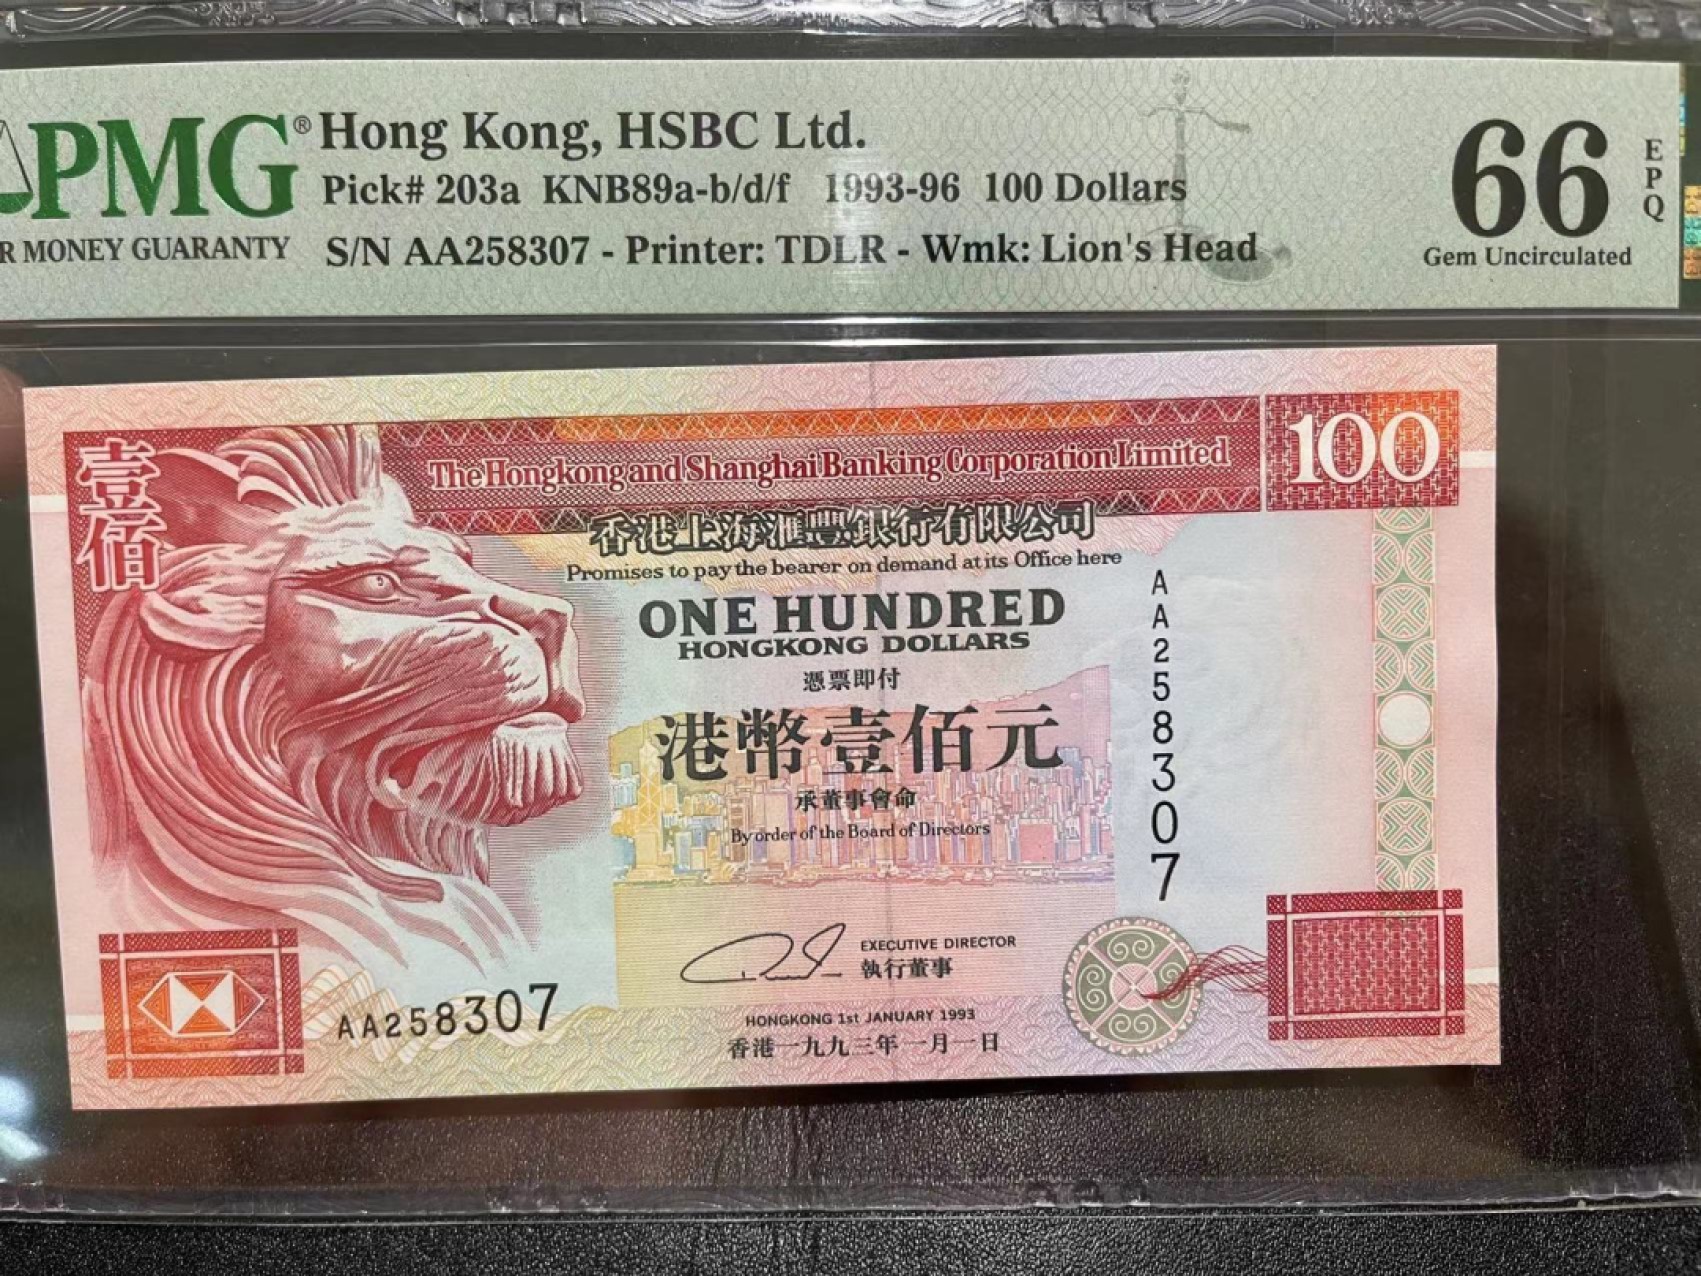 PMG® Hong Kong, HSBC Ltd.
Pick# 203a KNB89a-b/d/f 1993-96 100 Dollars
R MONEY GUARANTY S/N AA258307 - Printer: TDLR - Wmk: Lion's Head
66 EPQ
Gem Uncirculated
壹佰
The Hongkong and Shanghai Banking Corporation Limited
100
香港上海滙豐銀行有限公司
Promises to pay the bearer on demand at its Office here
ONE HUNDRED
HONGKONG DOLLARS
憑票即付
港幣壹佰元
承董事會命
By order of the Board of Directors
AA258307
EXECUTIVE DIRECTOR
執行董事
AA258307
HONGKONG 1st JANUARY 1993
香港一九九三年一月一日